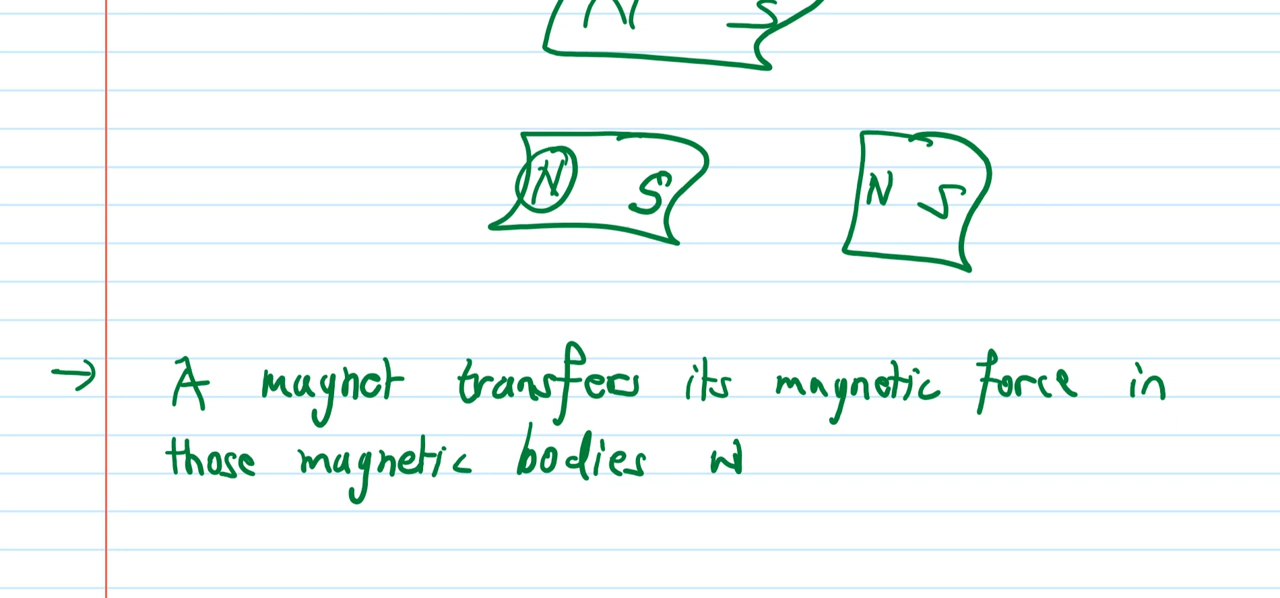 N S
N S N S
→ A magnet transfers its magnetic force in
those magnetic bodies w